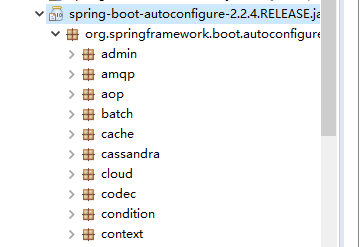 spring-boot-autoconfigure-2.2.4.RELEASE.ja
org.springframework.boot.autoconfigure
admin
amqp
aop
batch
cache
cassandra
cloud
codec
condition
context